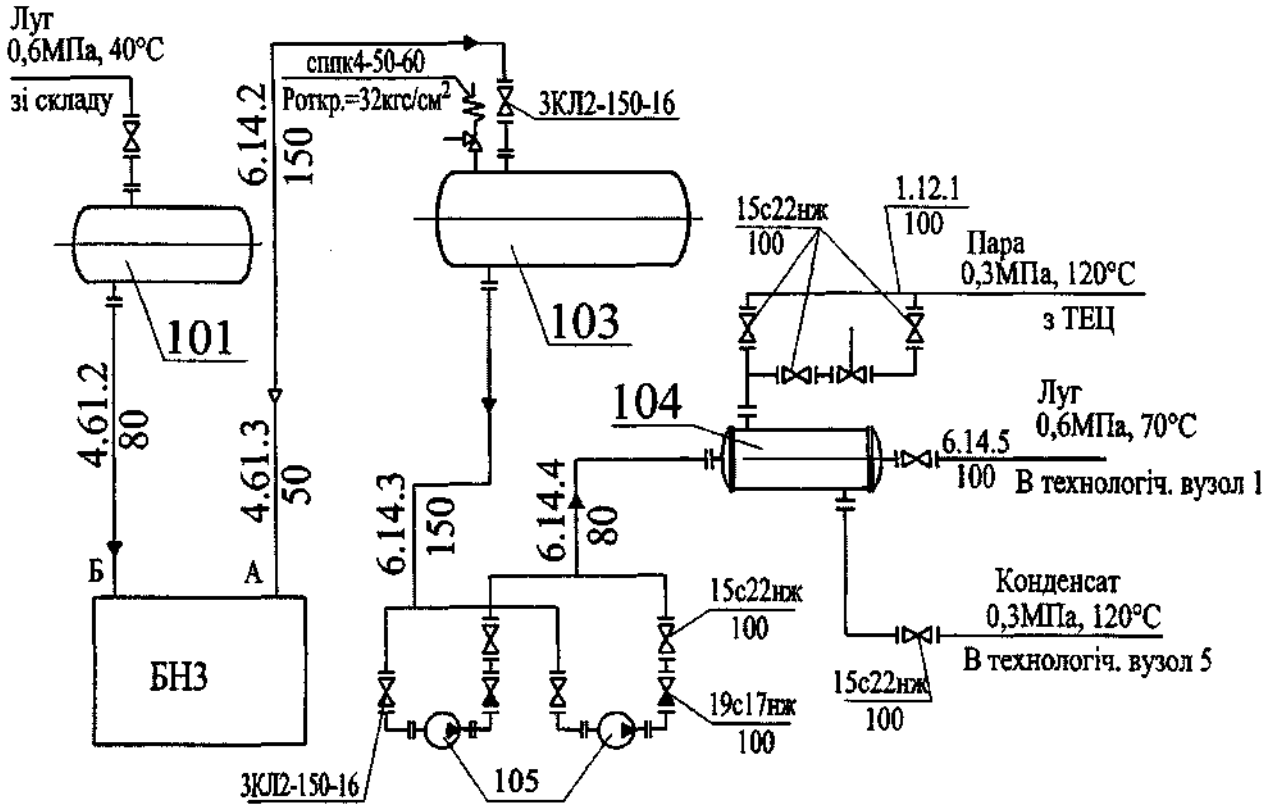 Луг
0,6МПа, 40°С
зі складу
6.14.2
150
сппк4-50-60
Роткр.=32кгс/см²
ЗКЛ2-150-16
101
103
4.61.2
80
4.61.3
50
Б
А
БНЗ
6.14.3
150
6.14.4
80
15с22нж
100
1.12.1
100
Пара
0,3МПа, 120°С
з ТЕЦ
104
Луг
0,6МПа, 70°С
6.14.5
100
В технологіч. вузол 1
15с22нж
100
19с17нж
100
Конденсат
0,3МПа, 120°С
В технологіч. вузол 5
15с22нж
100
ЗКЛ2-150-16
105